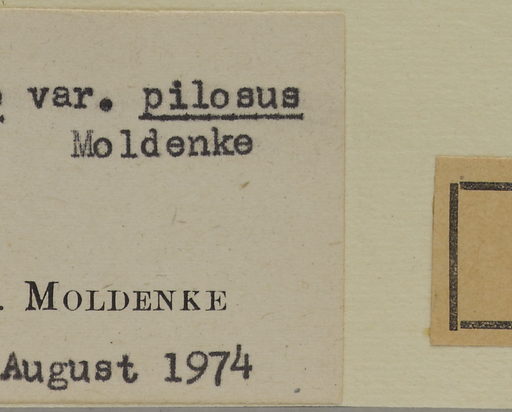 var. pilosus
Moldenke
. MOLDENKE
August 1974